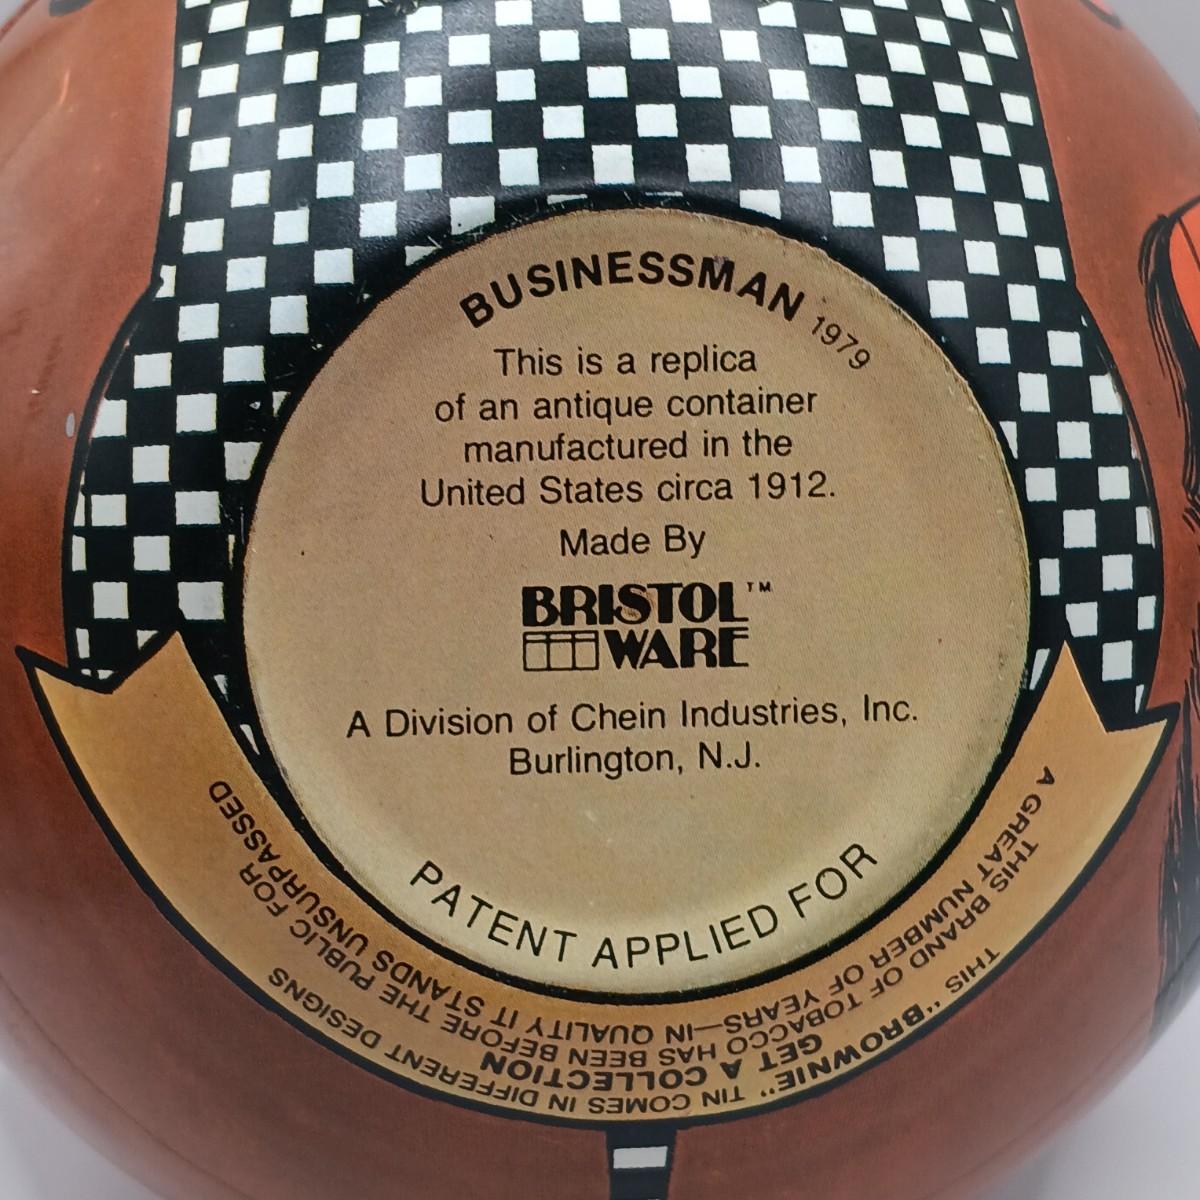 BUSINESSMAN 1979
This is a replica
of an antique container
manufactured in the
United States circa 1912.
Made By
BRISTOL™
WARE
A Division of Chein Industries, Inc.
Burlington, N.J.
PATENT APPLIED FOR
THIS "BROWNIE" TIN COMES IN DIFFERENT DESIGNS
GET A COLLECTION
THIS BRAND OF TOBACCO HAS BEEN BEFORE THE PUBLIC FOR
A GREAT NUMBER OF YEARS—IN QUALITY IT STANDS UNSURPASSED